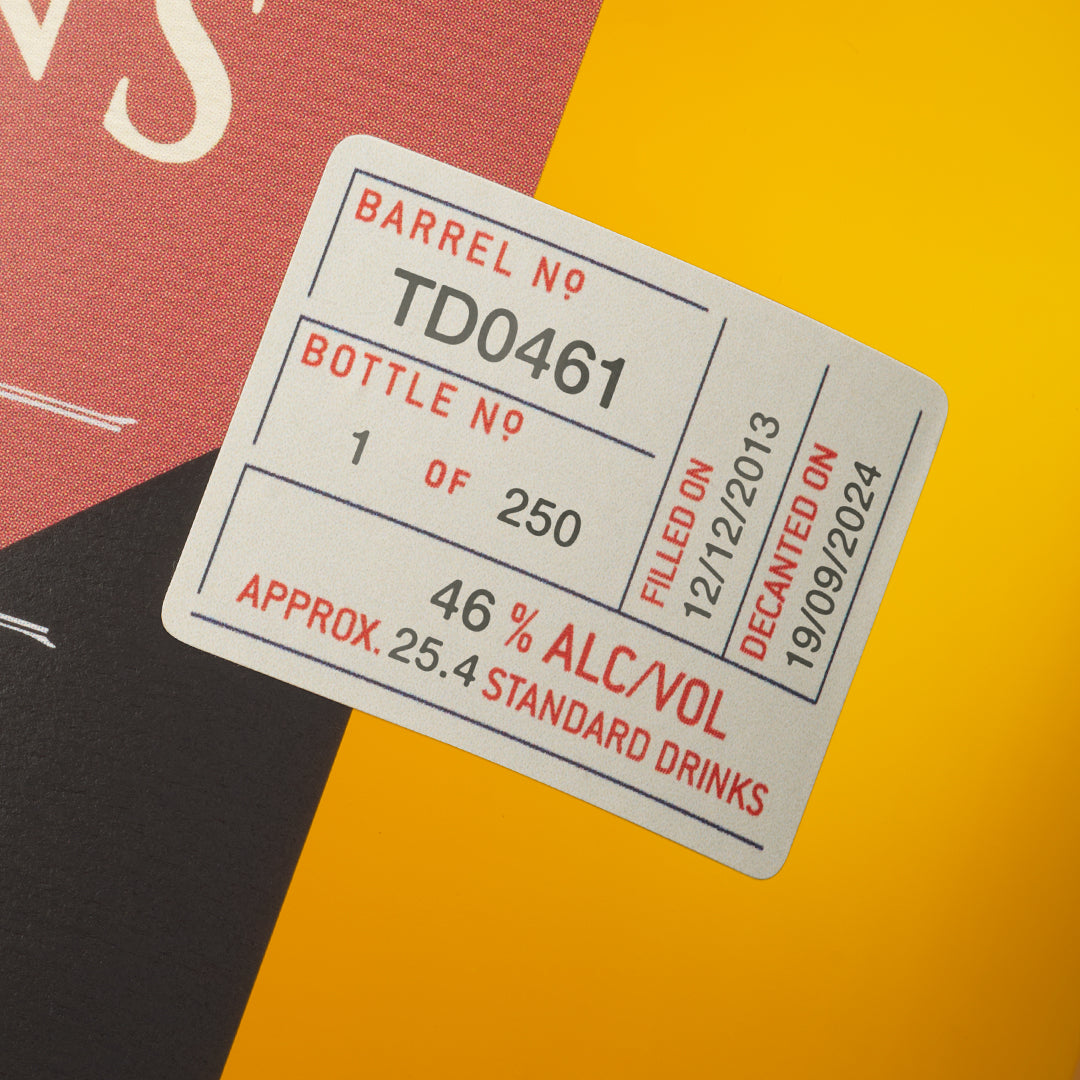 NS
BARREL Nº
TD0461
BOTTLE Nº
1 OF 250
FILLED ON
12/12/2013
DECANTED ON
19/09/2024
46 % ALC/VOL
APPROX. 25.4 STANDARD DRINKS